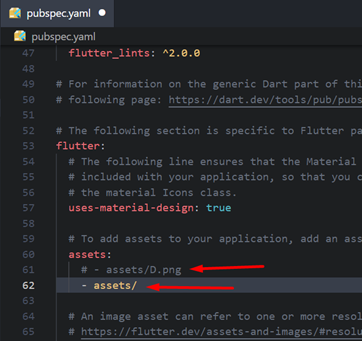 pubspec.yaml
pubspec.yaml
47 flutter_lints: ^2.0.0
48
49 # For information on the generic Dart part of thi
50 # following page: https://dart.dev/tools/pub/pubs
51
52 # The following section is specific to Flutter pa
53 flutter:
54 # The following line ensures that the Material
55 # included with your application, so that you c
56 # the material Icons class.
57 uses-material-design: true
58
59 # To add assets to your application, add an ass
60 assets:
61 # - assets/D.png
62 - assets/
63
64 # An image asset can refer to one or more resol
65 # https://flutter.dev/assets-and-images/#resolu